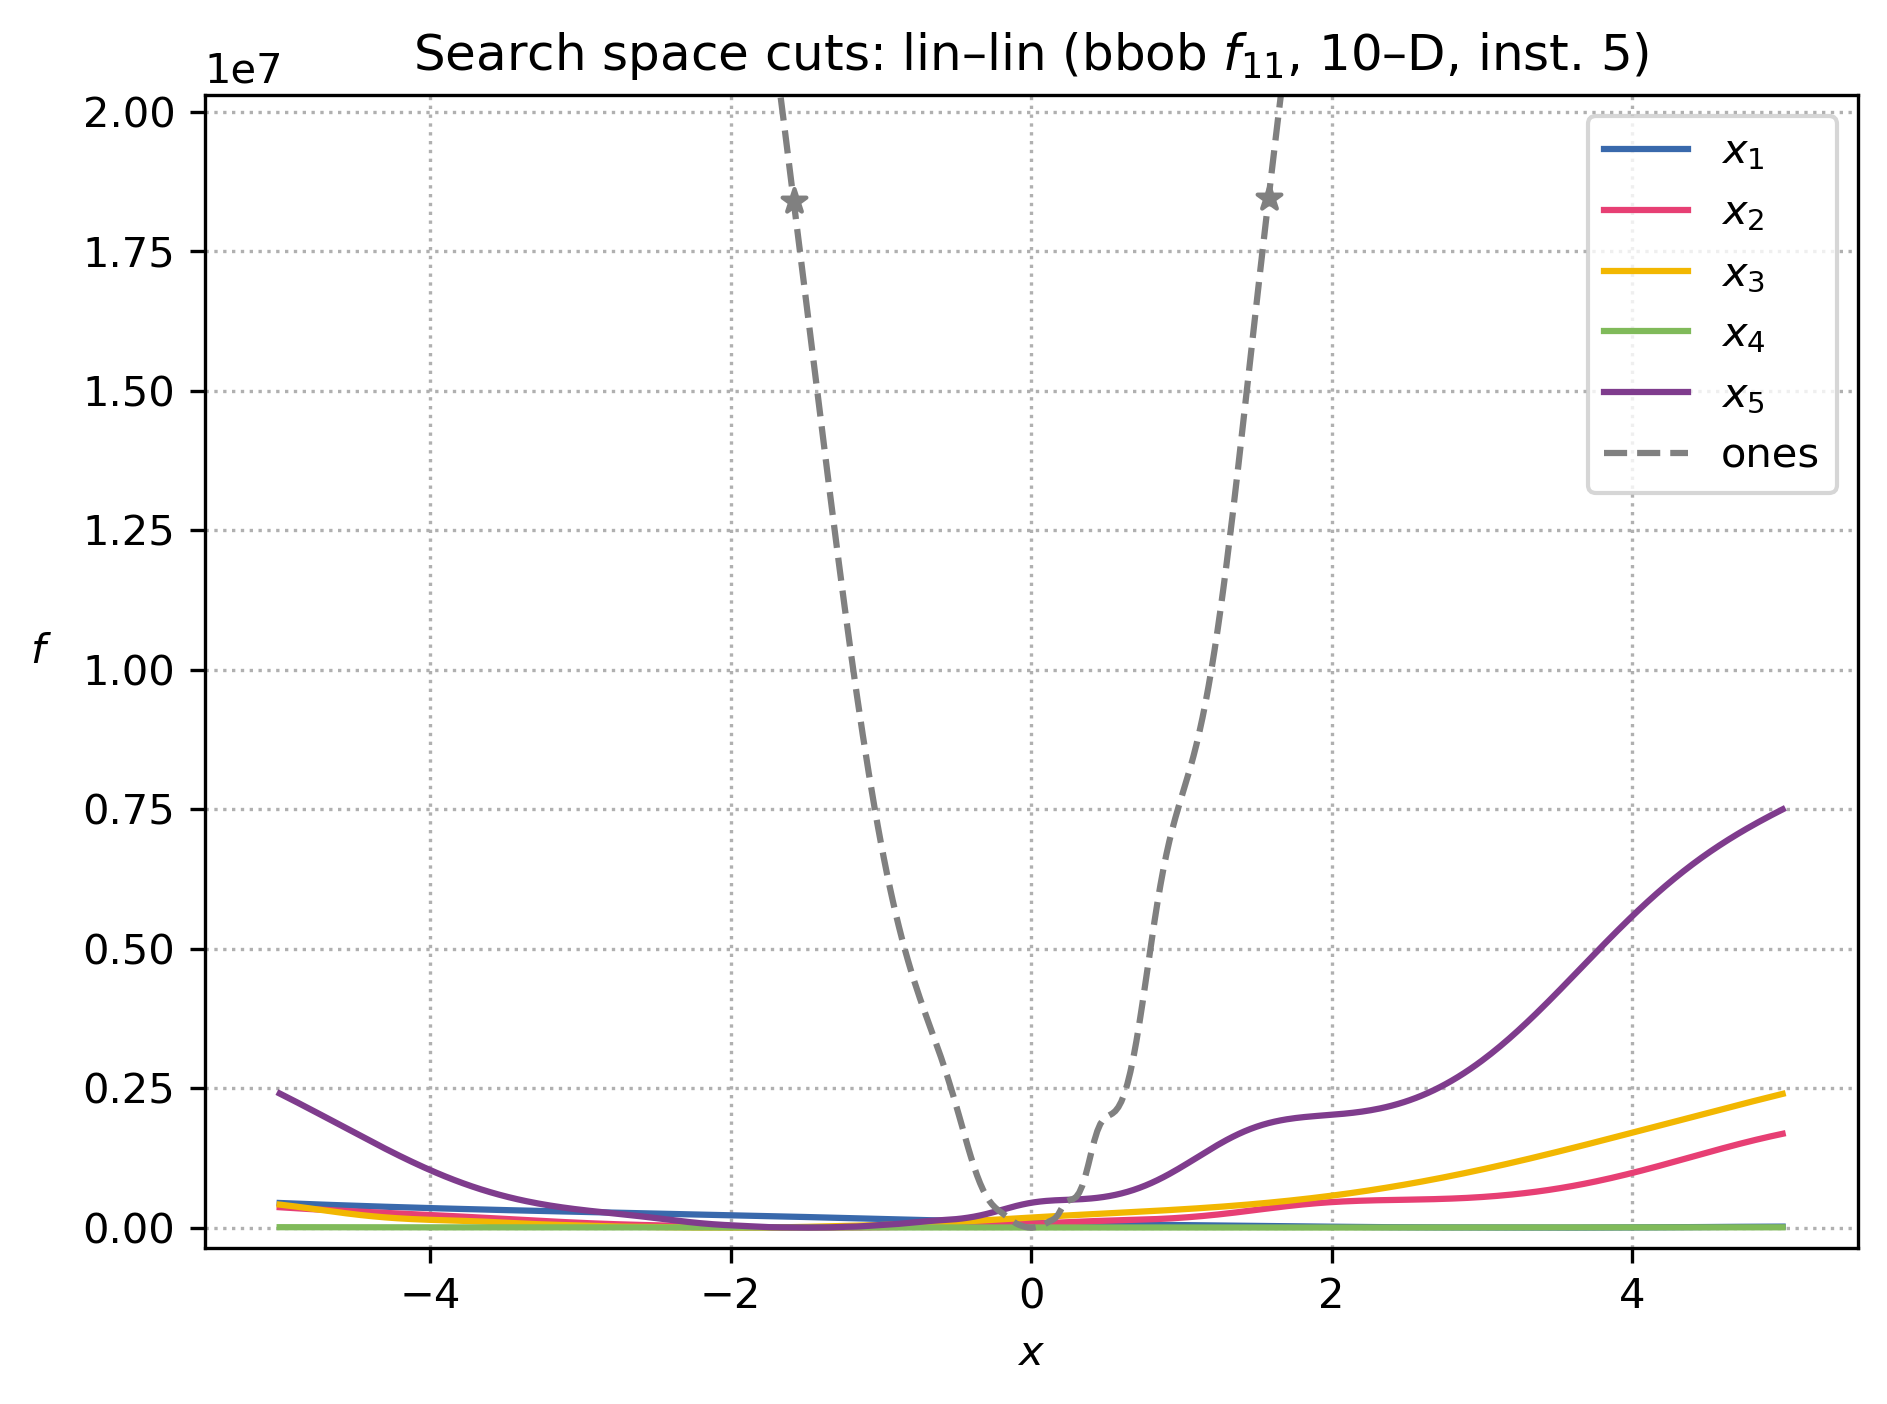 Search space cuts: lin–lin (bbob f₁₁, 10–D, inst. 5)
1e7
2.00
1.75
1.50
1.25
1.00
0.75
0.50
0.25
0.00
f
−4 −2 0 2 4
x
x₁
x₂
x₃
x₄
x₅
ones